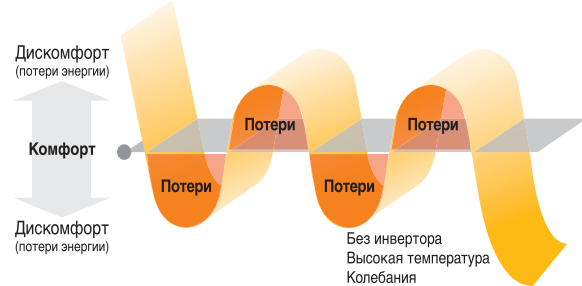 Дискомфорт
(потери энергии)
Потери
Потери
Комфорт
Потери
Потери
Дискомфорт
(потери энергии)
Без инвертора
Высокая температура
Колебания